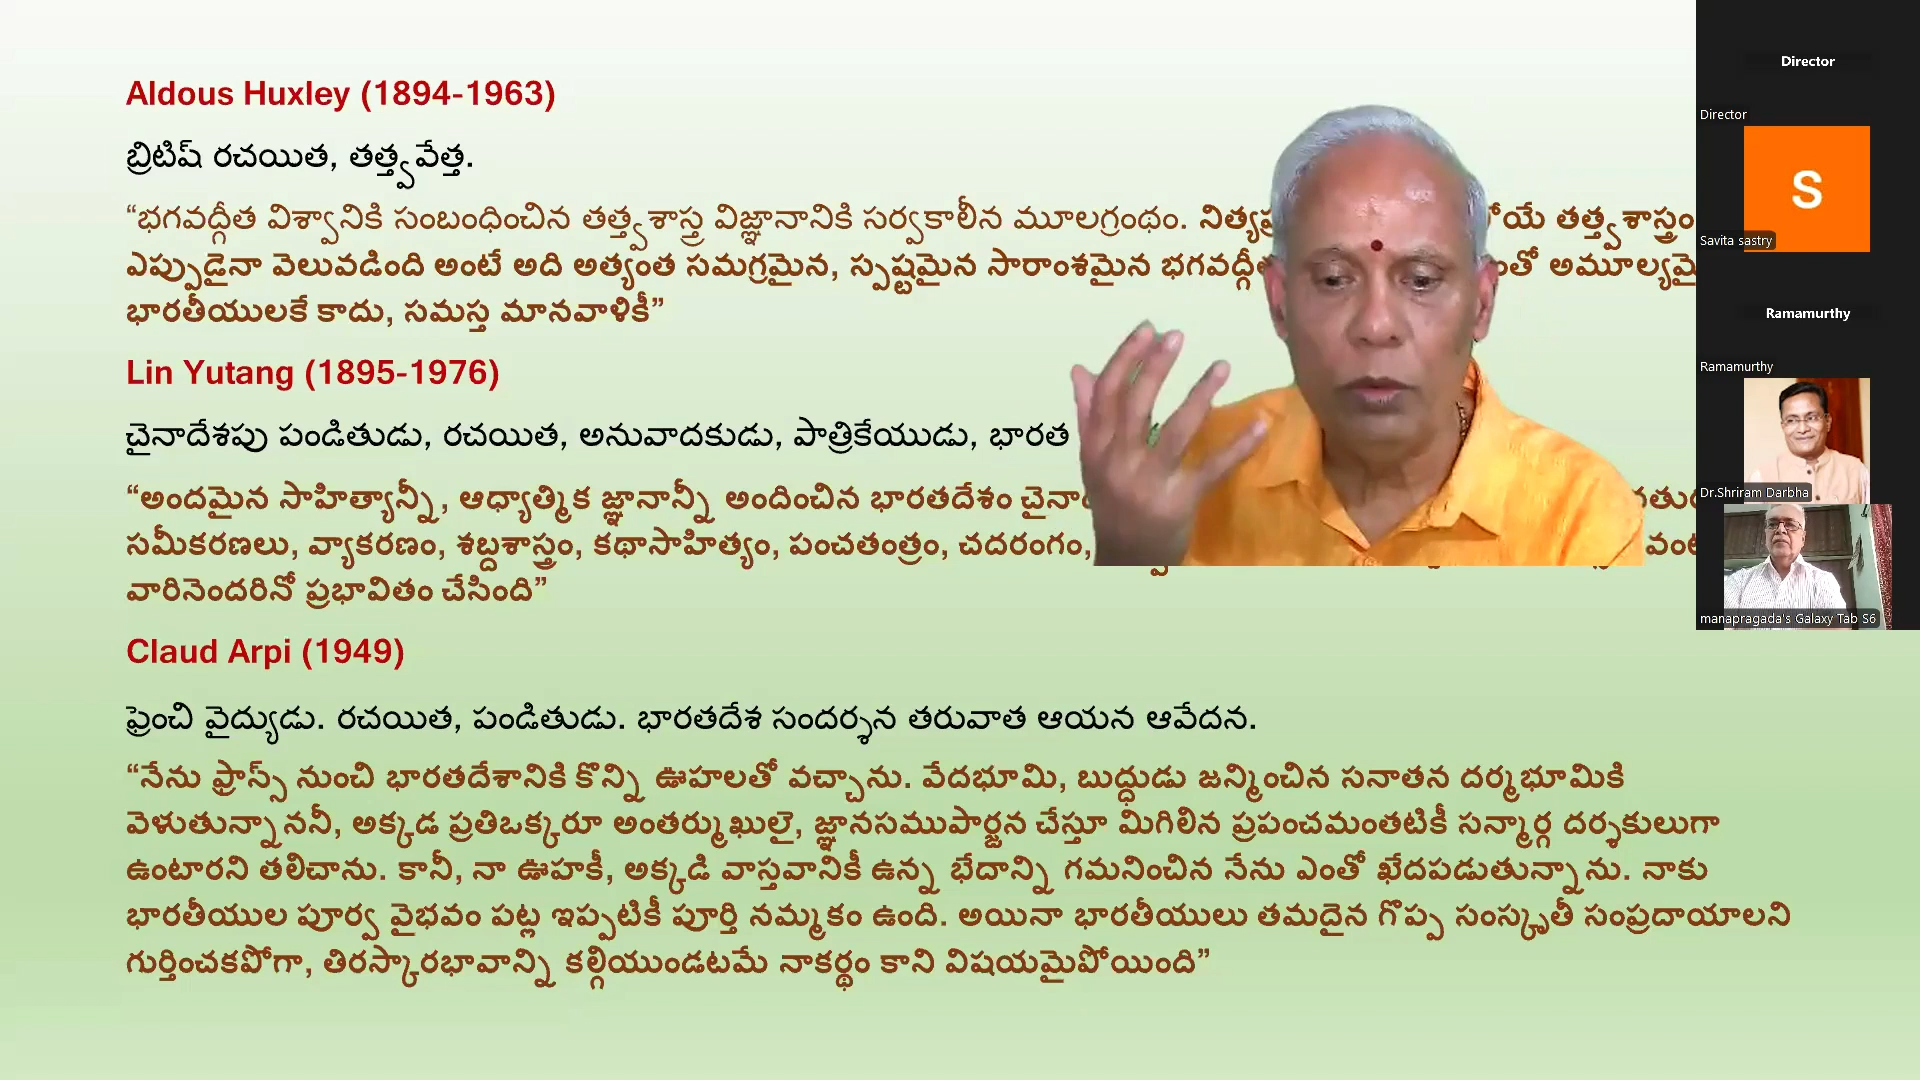 Aldous Huxley (1894-1963)
బ్రిటిష్ రచయిత, తత్త్వవేత్త.
“భగవద్గీత విశ్వానికి సంబంధించిన తత్త్వశాస్త్ర విజ్ఞానానికి సర్వకాలీన మూలగ్రంథం. తత్త్వశాస్త్రం
ఎప్పుడైనా వెలువడింది అంటే అది అత్యంత సమగ్రమైన, స్పష్టమైన సారాంశమైన
భారతీయులకే కాదు, సమస్త మానవాళికీ”
Lin Yutang (1895-1976)
చైనాదేశపు పండితుడు, రచయిత, అనువాదకుడు, పాత్రికేయుడు, భారత
“అందమైన సాహిత్యాన్నీ, ఆధ్యాత్మిక జ్ఞానాన్నీ అందించిన భారతదేశం
సమీకరణలు, వ్యాకరణం, శబ్దశాస్త్రం, కథాసాహిత్యం, పంచతంత్రం, చదరంగం,
వారినెందరినో ప్రభావితం చేసింది”
Claud Arpi (1949)
ఫ్రెంచి వైద్యుడు. రచయిత, పండితుడు. భారతదేశ సందర్శన తరువాత ఆయన ఆవేదన.
“నేను ఫ్రాన్స్ నుంచి భారతదేశానికి కొన్ని ఊహలతో వచ్చాను. వేదభూమి, బుద్ధుడు జన్మించిన సనాతన దర్మభూమికి
వెళుతున్నాననీ, అక్కడ ప్రతిఒక్కరూ అంతర్ముఖులై, జ్ఞానసముపార్జన చేస్తూ మిగిలిన ప్రపంచమంతటికీ సన్మార్గ దర్శకులుగా
ఉంటారని తలిచాను. కానీ, నా ఊహకీ, అక్కడి వాస్తవానికీ ఉన్న భేదాన్ని గమనించిన నేను ఎంతో ఖేదపడుతున్నాను. నాకు
భారతీయుల పూర్వ వైభవం పట్ల ఇప్పటికీ పూర్తి నమ్మకం ఉంది. అయినా భారతీయులు తమదైన గొప్ప సంస్కృతీ సంప్రదాయాలని
గుర్తించకపోగా, తిరస్కారభావాన్ని కల్గియుండటమే నాకర్థం కాని విషయమైపోయింది”
Director
Director
S
Savita sastry
Ramamurthy
Ramamurthy
Dr.Shriram Darbha
manapragada's Galaxy Tab S6